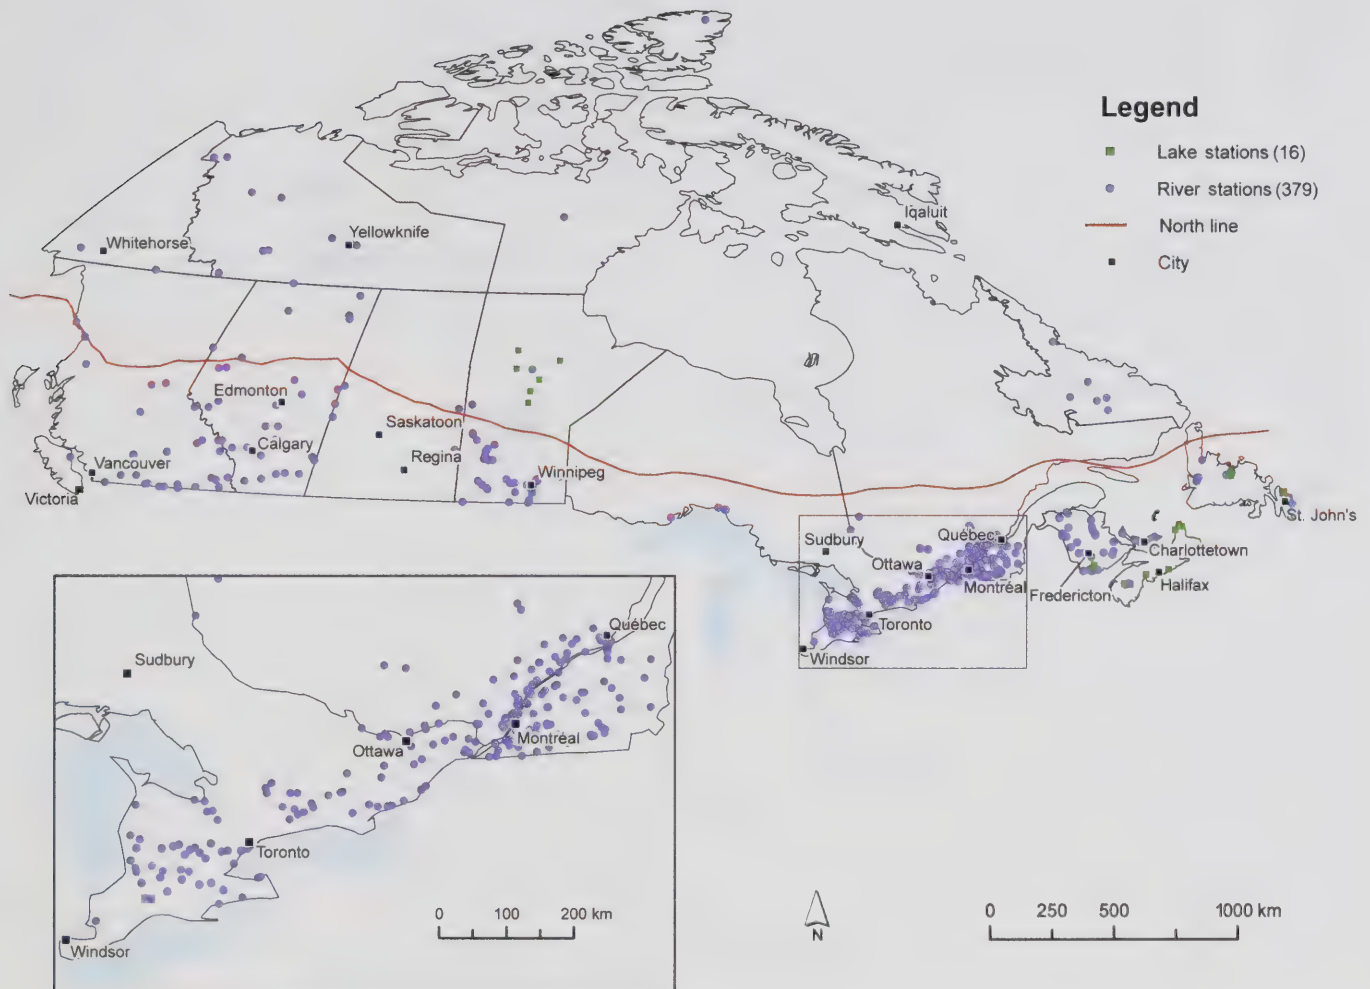 Legend
Lake stations (16)
River stations (379)
North line
City
Iqaluit
Whitehorse
Yellowknife
Edmonton
Saskatoon
Calgary
Regina
Vancouver
Winnipeg
Victoria
St. John's
Sudbury
Québec
Charlottetown
Ottawa
Montréal
Fredericton
Halifax
Toronto
Windsor
Québec
Sudbury
Ottawa
Montréal
Toronto
Windsor
0 100 200 km
N
0 250 500 1000 km